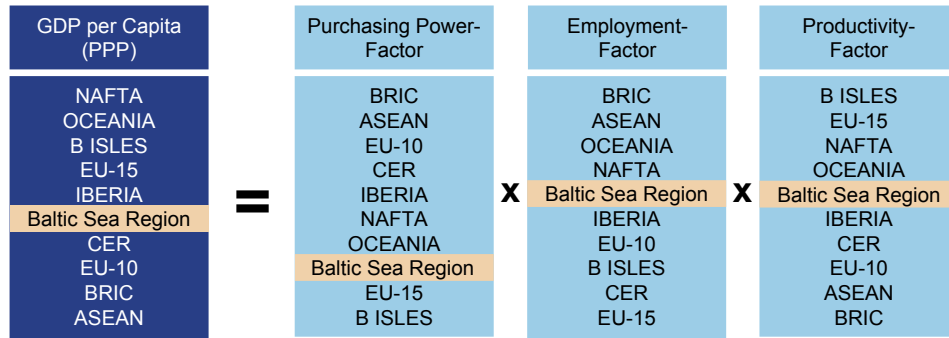 GDP per Capita
(PPP)
NAFTA
OCEANIA
B ISLES
EU-15
IBERIA
Baltic Sea Region
CER
EU-10
BRIC
ASEAN
=
Purchasing Power-
Factor
BRIC
ASEAN
EU-10
CER
IBERIA
NAFTA
OCEANIA
Baltic Sea Region
EU-15
B ISLES
x
Employment-
Factor
BRIC
ASEAN
OCEANIA
NAFTA
Baltic Sea Region
IBERIA
EU-10
B ISLES
CER
EU-15
x
Productivity-
Factor
B ISLES
EU-15
NAFTA
OCEANIA
Baltic Sea Region
IBERIA
CER
EU-10
ASEAN
BRIC